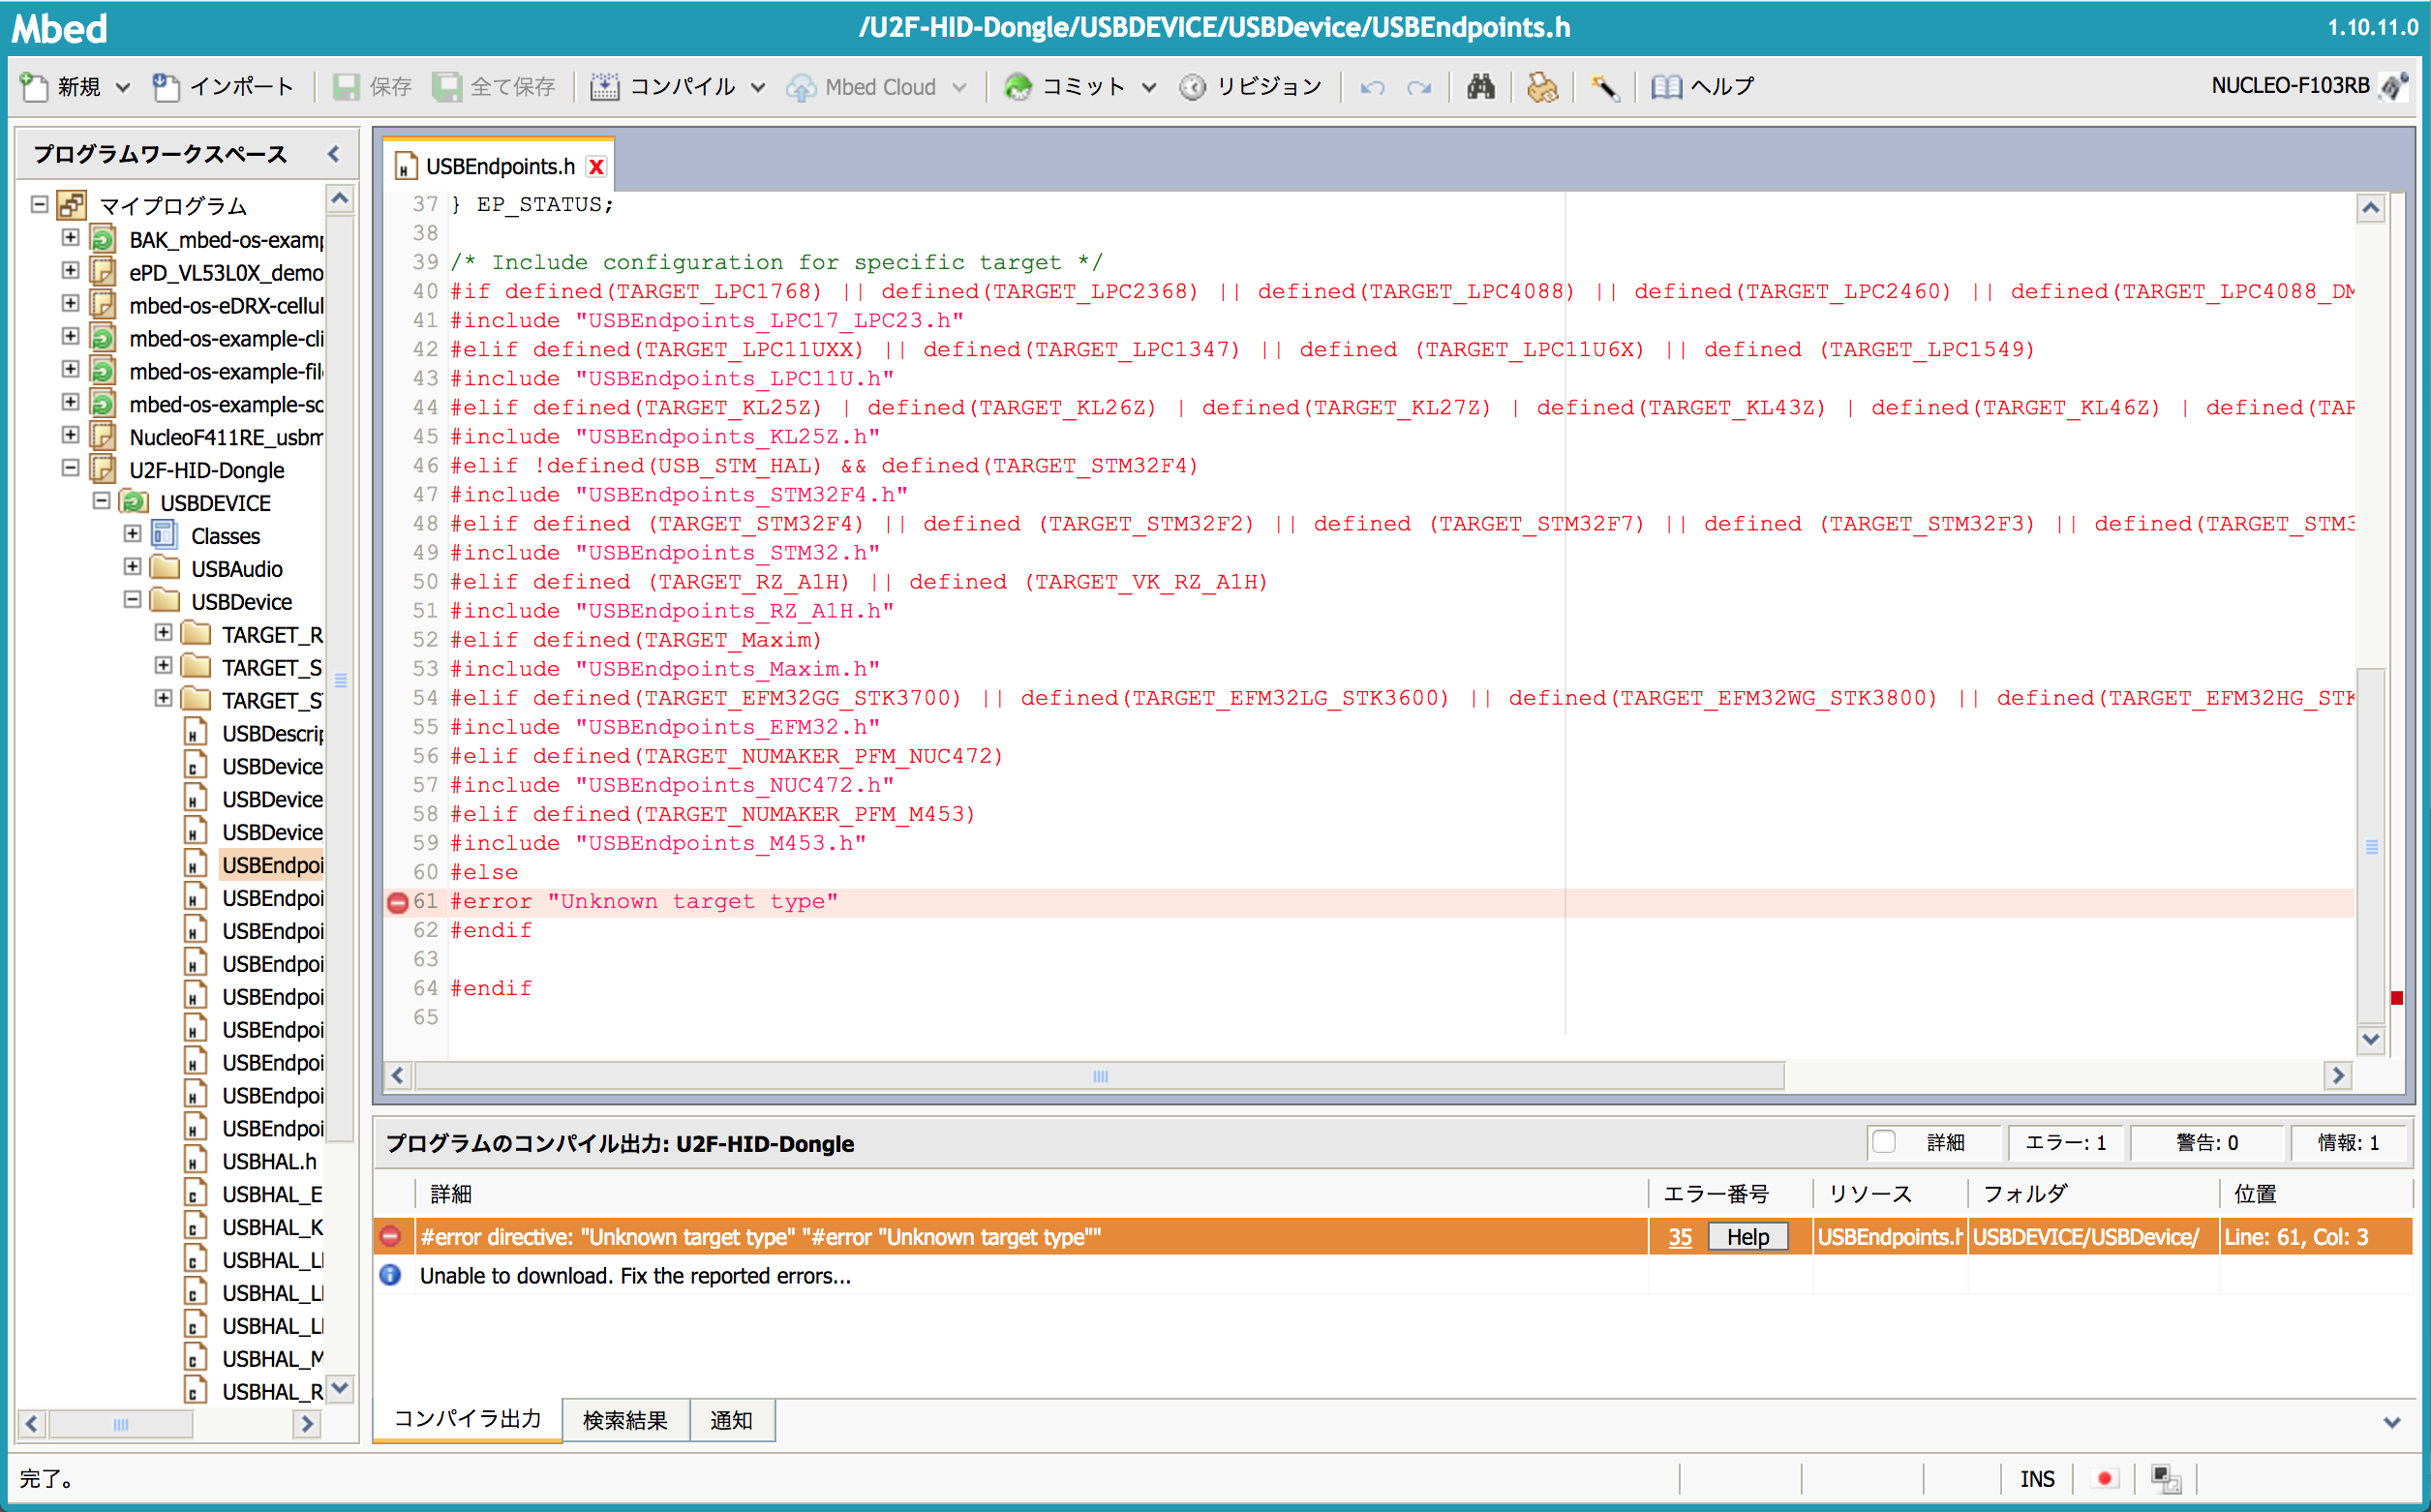 Mbed
/U2F-HID-Dongle/USBDEVICE/USBDevice/USBEndpoints.h
1.10.11.0
新規 インポート 保存 全て保存 コンパイル Mbed Cloud コミット リビジョン ヘルプ
NUCLEO-F103RB
プログラムワークスペース
マイプログラム
BAK_mbed-os-examp
ePD_VL53L0X_demo
mbed-os-eDRX-cellul
mbed-os-example-cli
mbed-os-example-fil
mbed-os-example-so
NucleoF411RE_usbm
U2F-HID-Dongle
USBDEVICE
Classes
USBAudio
USBDevice
TARGET_R
TARGET_S
TARGET_S
USBDescrip
USBDevice
USBDevice
USBDevice
USBEndpoi
USBEndpoi
USBEndpoi
USBEndpoi
USBEndpoi
USBEndpoi
USBEndpoi
USBEndpoi
USBEndpoi
USBHAL.h
USBHAL_E
USBHAL_K
USBHAL_L
USBHAL_L
USBHAL_L
USBHAL_M
USBHAL_R
USBEndpoints.h
37 } EP_STATUS;
38
39 /* Include configuration for specific target */
40 #if defined(TARGET_LPC1768) || defined(TARGET_LPC2368) || defined(TARGET_LPC4088) || defined(TARGET_LPC2460) || defined(TARGET_LPC4088_DM
41 #include "USBEndpoints_LPC17_LPC23.h"
42 #elif defined(TARGET_LPC11UXX) || defined(TARGET_LPC1347) || defined (TARGET_LPC11U6X) || defined (TARGET_LPC1549)
43 #include "USBEndpoints_LPC11U.h"
44 #elif defined(TARGET_KL25Z) | defined(TARGET_KL26Z) | defined(TARGET_KL27Z) | defined(TARGET_KL43Z) | defined(TARGET_KL46Z) | defined(TAR
45 #include "USBEndpoints_KL25Z.h"
46 #elif !defined(USB_STM_HAL) && defined(TARGET_STM32F4)
47 #include "USBEndpoints_STM32F4.h"
48 #elif defined (TARGET_STM32F4) || defined (TARGET_STM32F2) || defined (TARGET_STM32F7) || defined (TARGET_STM32F3) || defined(TARGET_STM3
49 #include "USBEndpoints_STM32.h"
50 #elif defined (TARGET_RZ_A1H) || defined (TARGET_VK_RZ_A1H)
51 #include "USBEndpoints_RZ_A1H.h"
52 #elif defined(TARGET_Maxim)
53 #include "USBEndpoints_Maxim.h"
54 #elif defined(TARGET_EFM32GG_STK3700) || defined(TARGET_EFM32LG_STK3600) || defined(TARGET_EFM32WG_STK3800) || defined(TARGET_EFM32HG_STK
55 #include "USBEndpoints_EFM32.h"
56 #elif defined(TARGET_NUMAKER_PFM_NUC472)
57 #include "USBEndpoints_NUC472.h"
58 #elif defined(TARGET_NUMAKER_PFM_M453)
59 #include "USBEndpoints_M453.h"
60 #else
61 #error "Unknown target type"
62 #endif
63
64 #endif
65
プログラムのコンパイル出力: U2F-HID-Dongle
詳細 エラー: 1 警告: 0 情報: 1
詳細 エラー番号 リソース フォルダ 位置
#error directive: "Unknown target type" "#error "Unknown target type"" 35 Help USBEndpoints.h USBDEVICE/USBDevice/ Line: 61, Col: 3
Unable to download. Fix the reported errors...
コンパイラ出力 検索結果 通知
完了。
INS